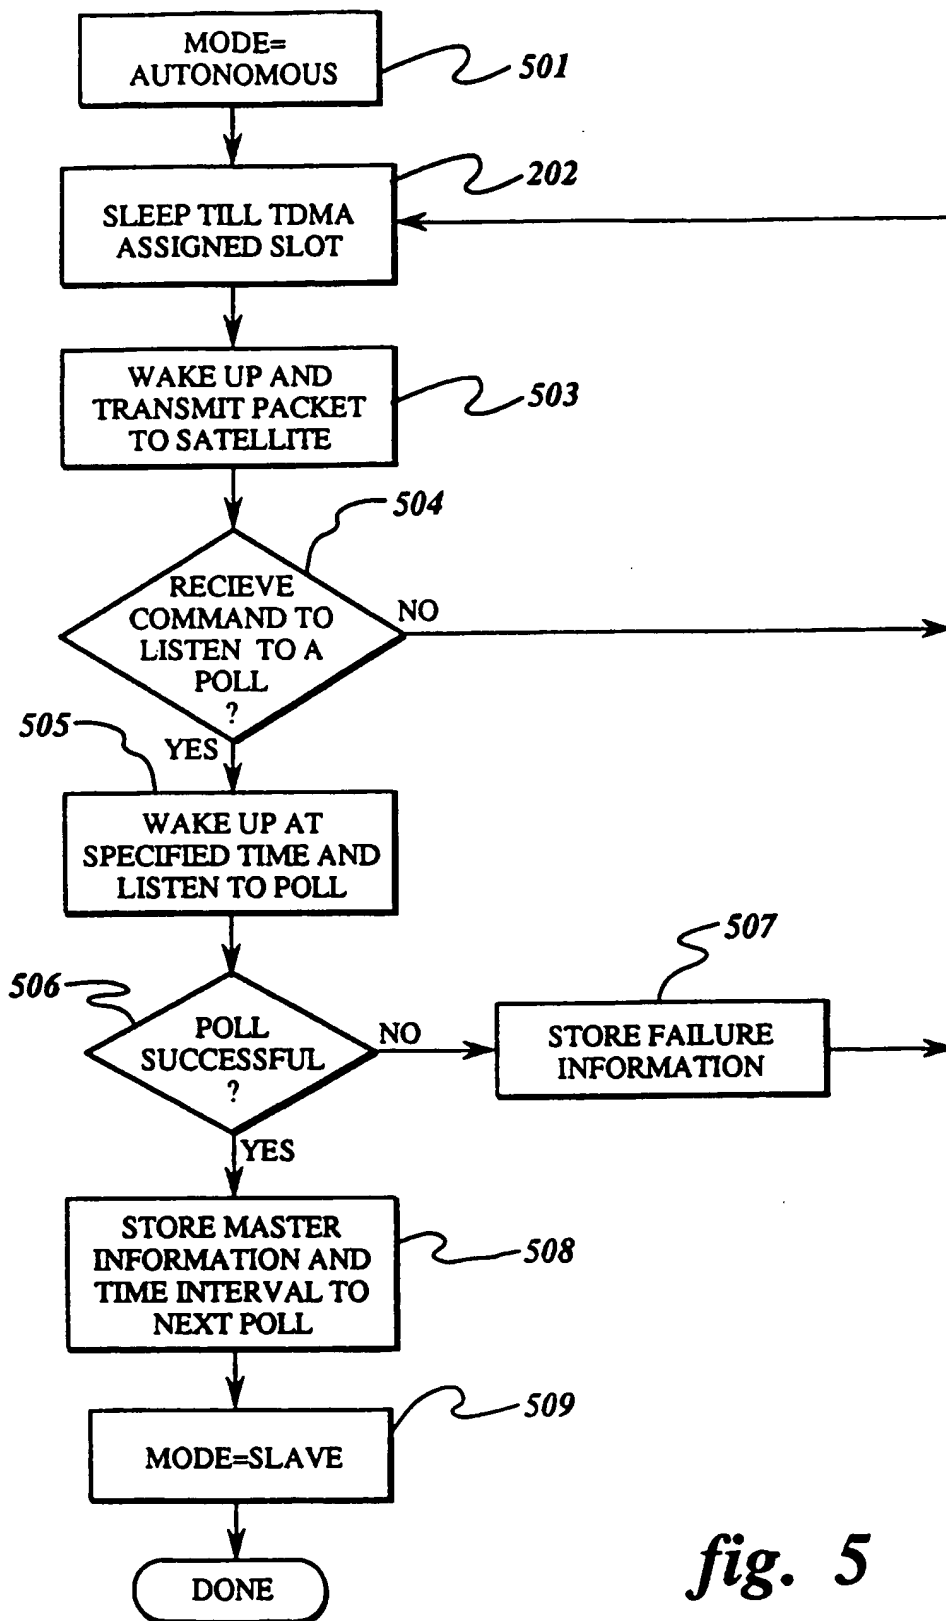 MODE=
AUTONOMOUS
501
202
SLEEP TILL TDMA
ASSIGNED SLOT
WAKE UP AND
TRANSMIT PACKET
TO SATELLITE
503
504
RECIEVE
COMMAND TO
LISTEN TO A
POLL
?
NO
505
YES
WAKE UP AT
SPECIFIED TIME AND
LISTEN TO POLL
507
506
POLL
SUCCESSFUL
?
NO
STORE FAILURE
INFORMATION
YES
STORE MASTER
INFORMATION AND
TIME INTERVAL TO
NEXT POLL
508
509
MODE=SLAVE
DONE
fig. 5